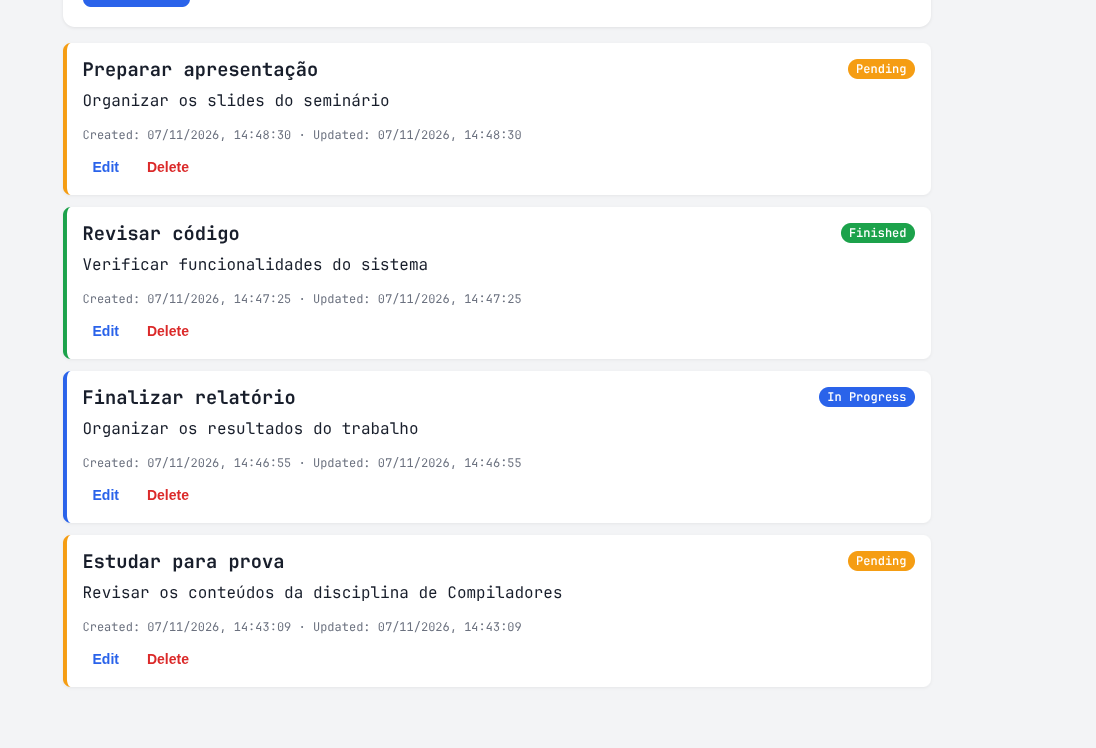 Preparar apresentação
Pending
Organizar os slides do seminário
Created: 07/11/2026, 14:48:30 · Updated: 07/11/2026, 14:48:30
Edit Delete
Revisar código
Finished
Verificar funcionalidades do sistema
Created: 07/11/2026, 14:47:25 · Updated: 07/11/2026, 14:47:25
Edit Delete
Finalizar relatório
In Progress
Organizar os resultados do trabalho
Created: 07/11/2026, 14:46:55 · Updated: 07/11/2026, 14:46:55
Edit Delete
Estudar para prova
Pending
Revisar os conteúdos da disciplina de Compiladores
Created: 07/11/2026, 14:43:09 · Updated: 07/11/2026, 14:43:09
Edit Delete